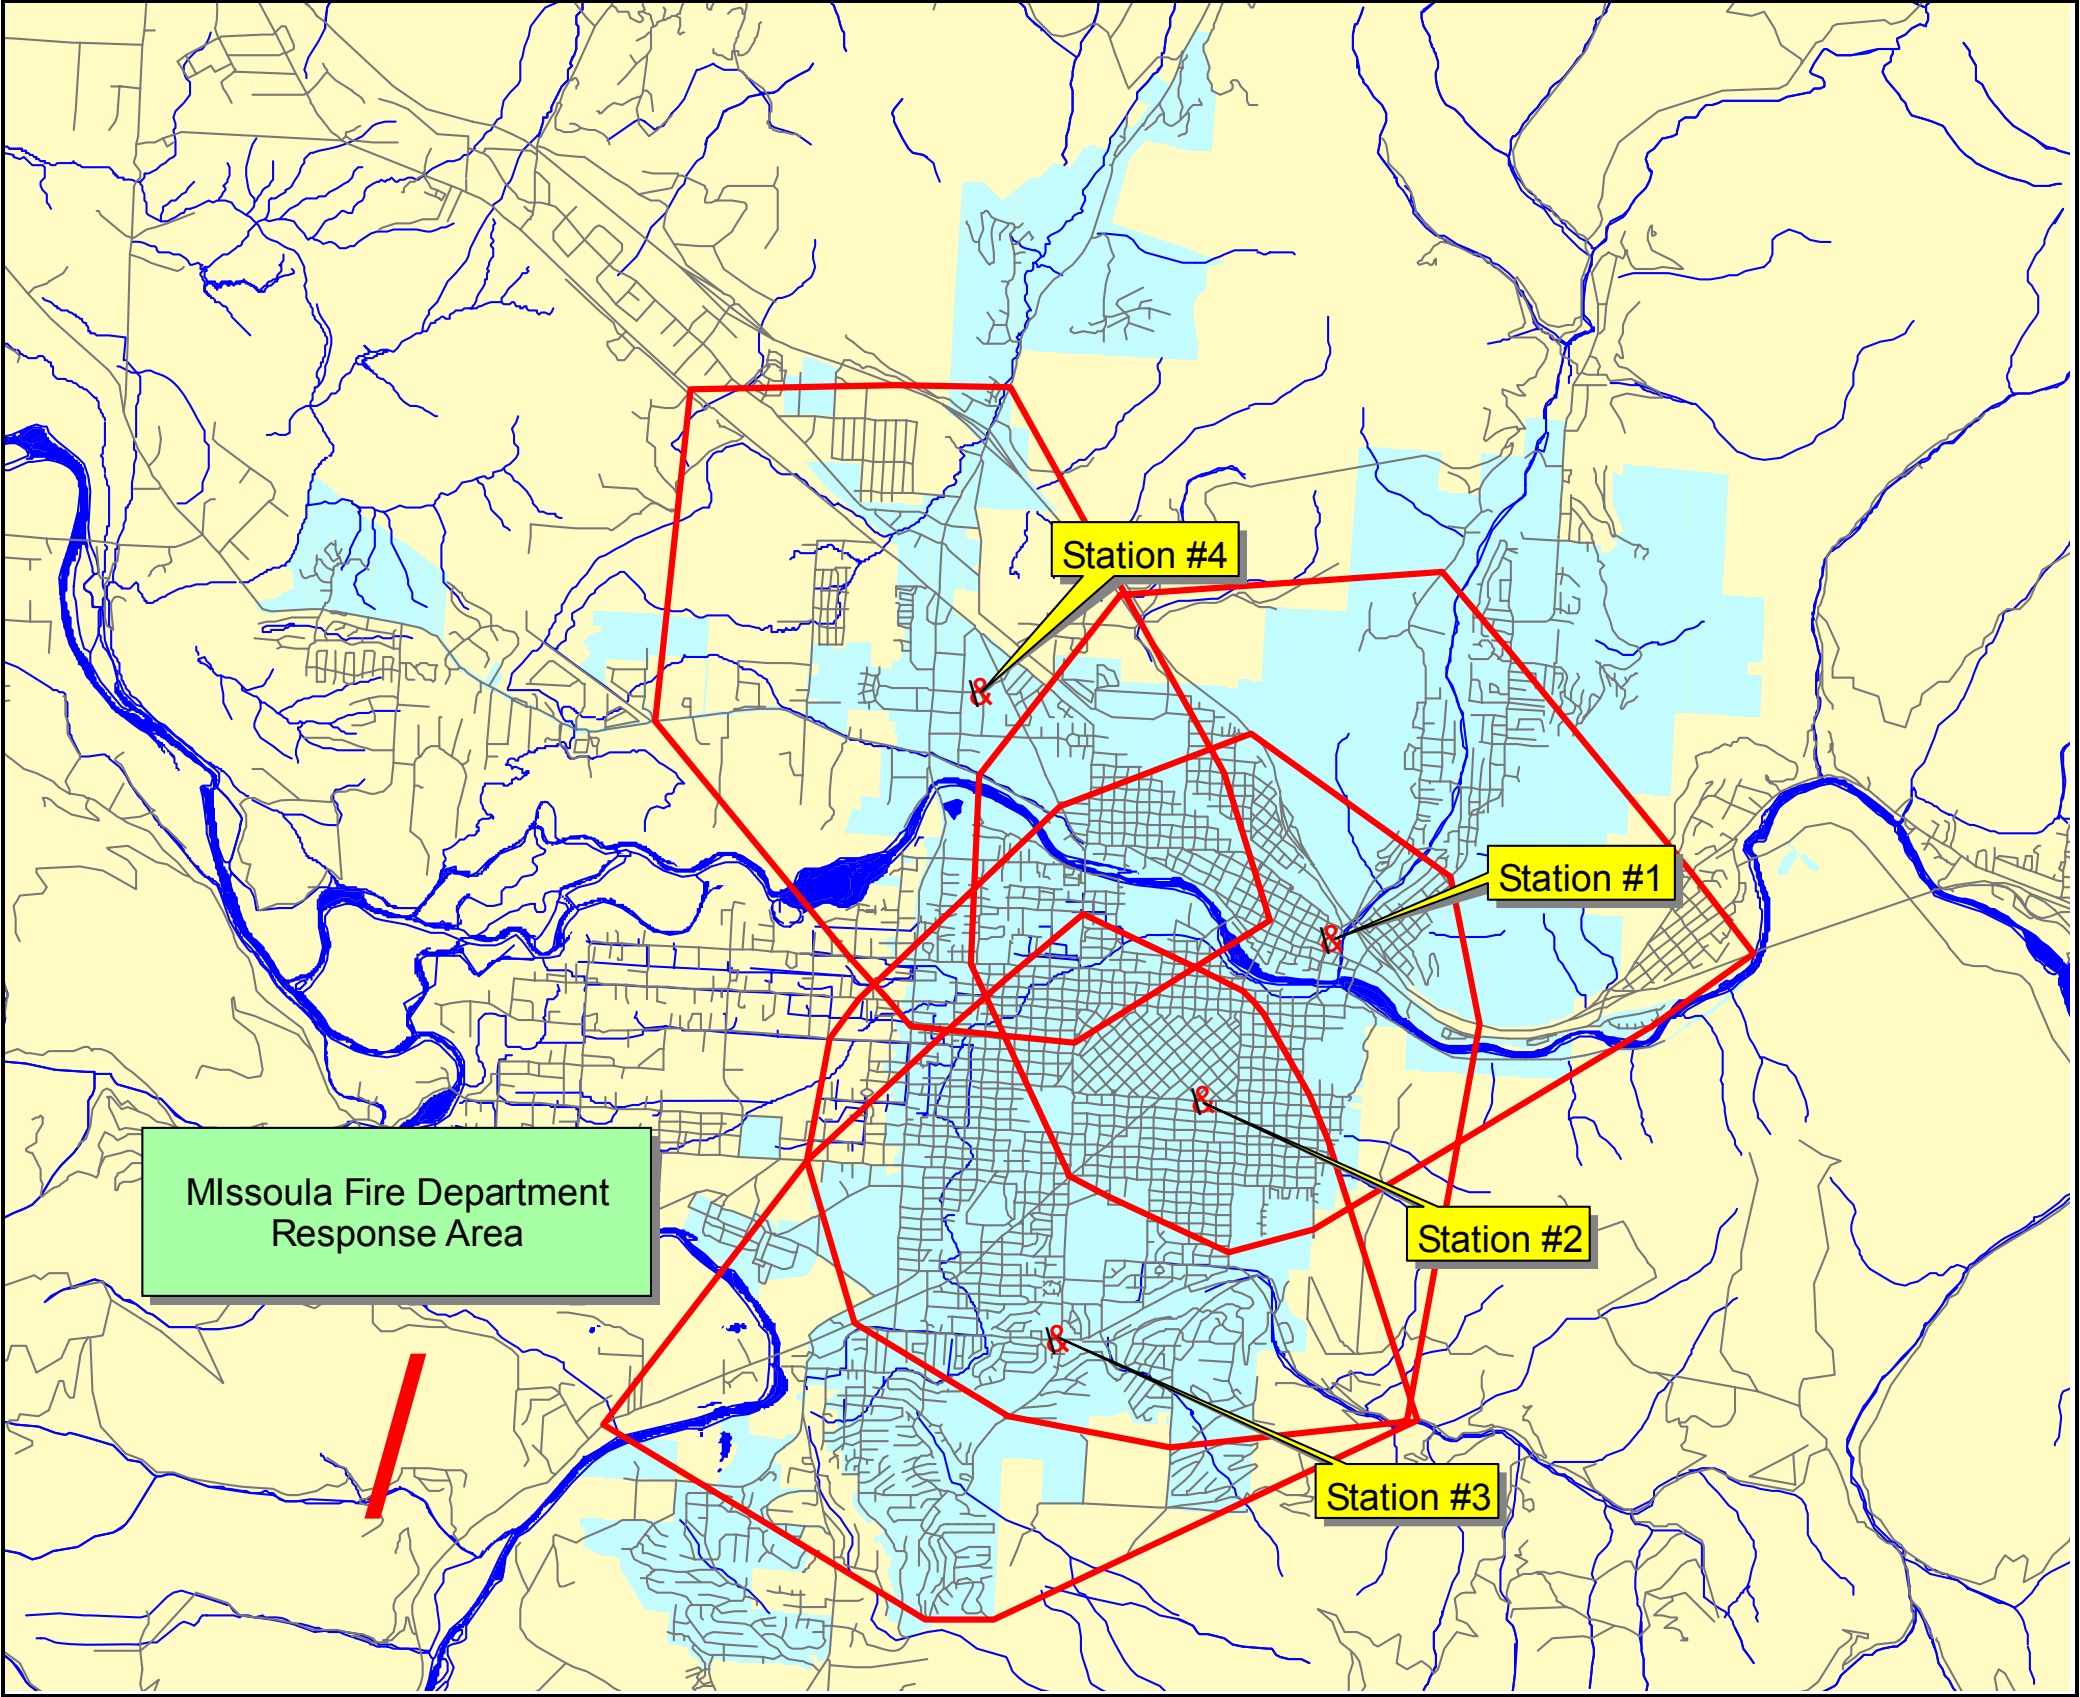 Station #4
Station #1
MIssoula Fire Department
Response Area
Station #2
Station #3